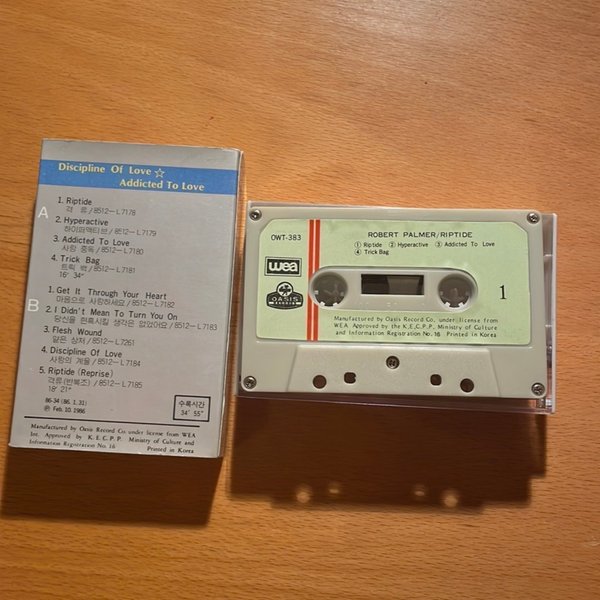 Discipline Of Love ☆
Addicted To Love
A
1. Riptide
격 류/8512-L7178
2. Hyperactive
하이퍼액티브/8512-L7179
3. Addicted To Love
사랑 중독/8512-L7180
4. Trick Bag
트릭 백/8512-L7181
16' 34"
B
1. Get It Through Your Heart
마음으로 사랑하세요/8512-L7182
2. I Didn't Mean To Turn You On
당신을 현혹시킬 생각은 없었어요/8512-L7183
3. Flesh Wound
얕은 상처/8512-L7261
4. Discipline Of Love
사랑의 계율/8512-L7184
5. Riptide (Reprise)
격류(반복조)/8512-L7185
18' 21"
86-34 (86. 1. 31)
℗ Feb. 10. 1986
수록시간
34' 55"
Manufactured by Oasis Record Co. under license from WEA
Int. Approved by K.E.C.P.P. Ministry of Culture and
Information Registration No. 16 Printed in Korea
OWT-383
ROBERT PALMER/RIPTIDE
① Riptide ② Hyperactive ③ Addicted To Love
④ Trick Bag
wea
OASIS
RECORD
1
Manufactured by Oasis Record Co, under license from
WEA Approved by the K.E.C.P.P, Ministry of Culture
and Information Registration No. 16 Printed in Korea